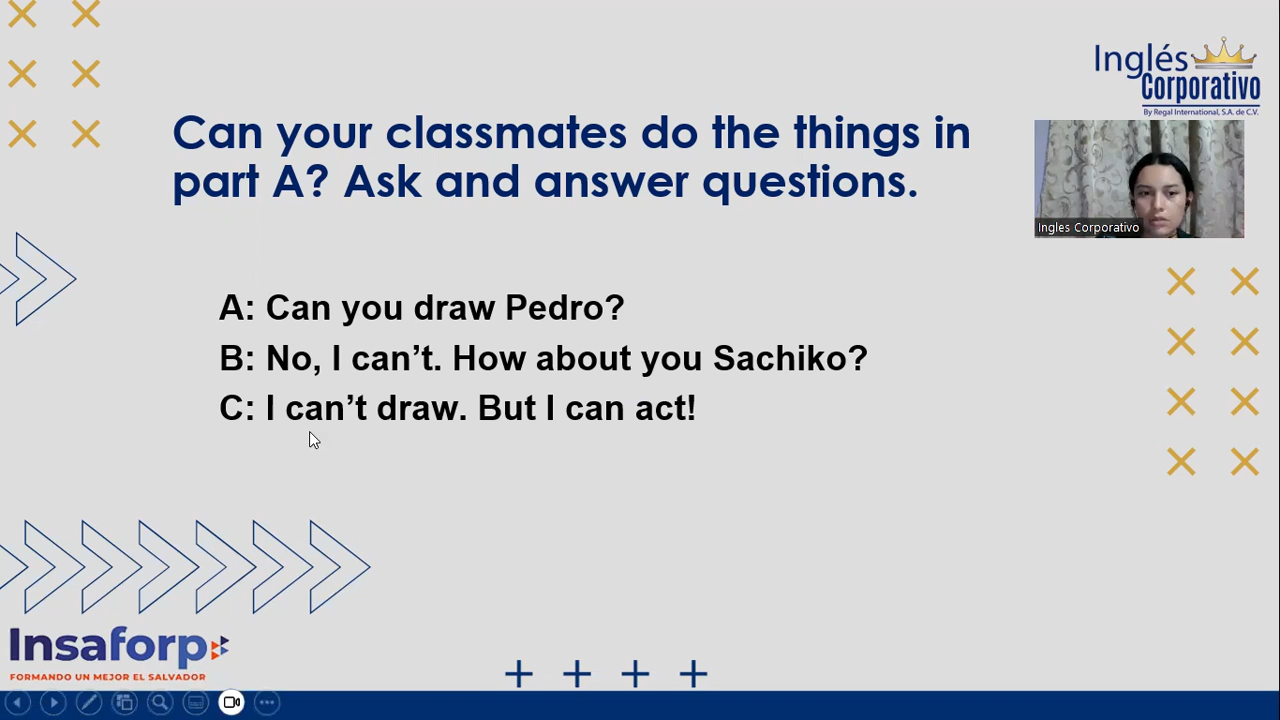 Inglés
Corporativo
By Regal International, S.A. de C.V.
Can your classmates do the things in
part A? Ask and answer questions.
Ingles Corporativo
A: Can you draw Pedro?
B: No, I can’t. How about you Sachiko?
C: I can’t draw. But I can act!
Insaforp
FORMANDO UN MEJOR EL SALVADOR